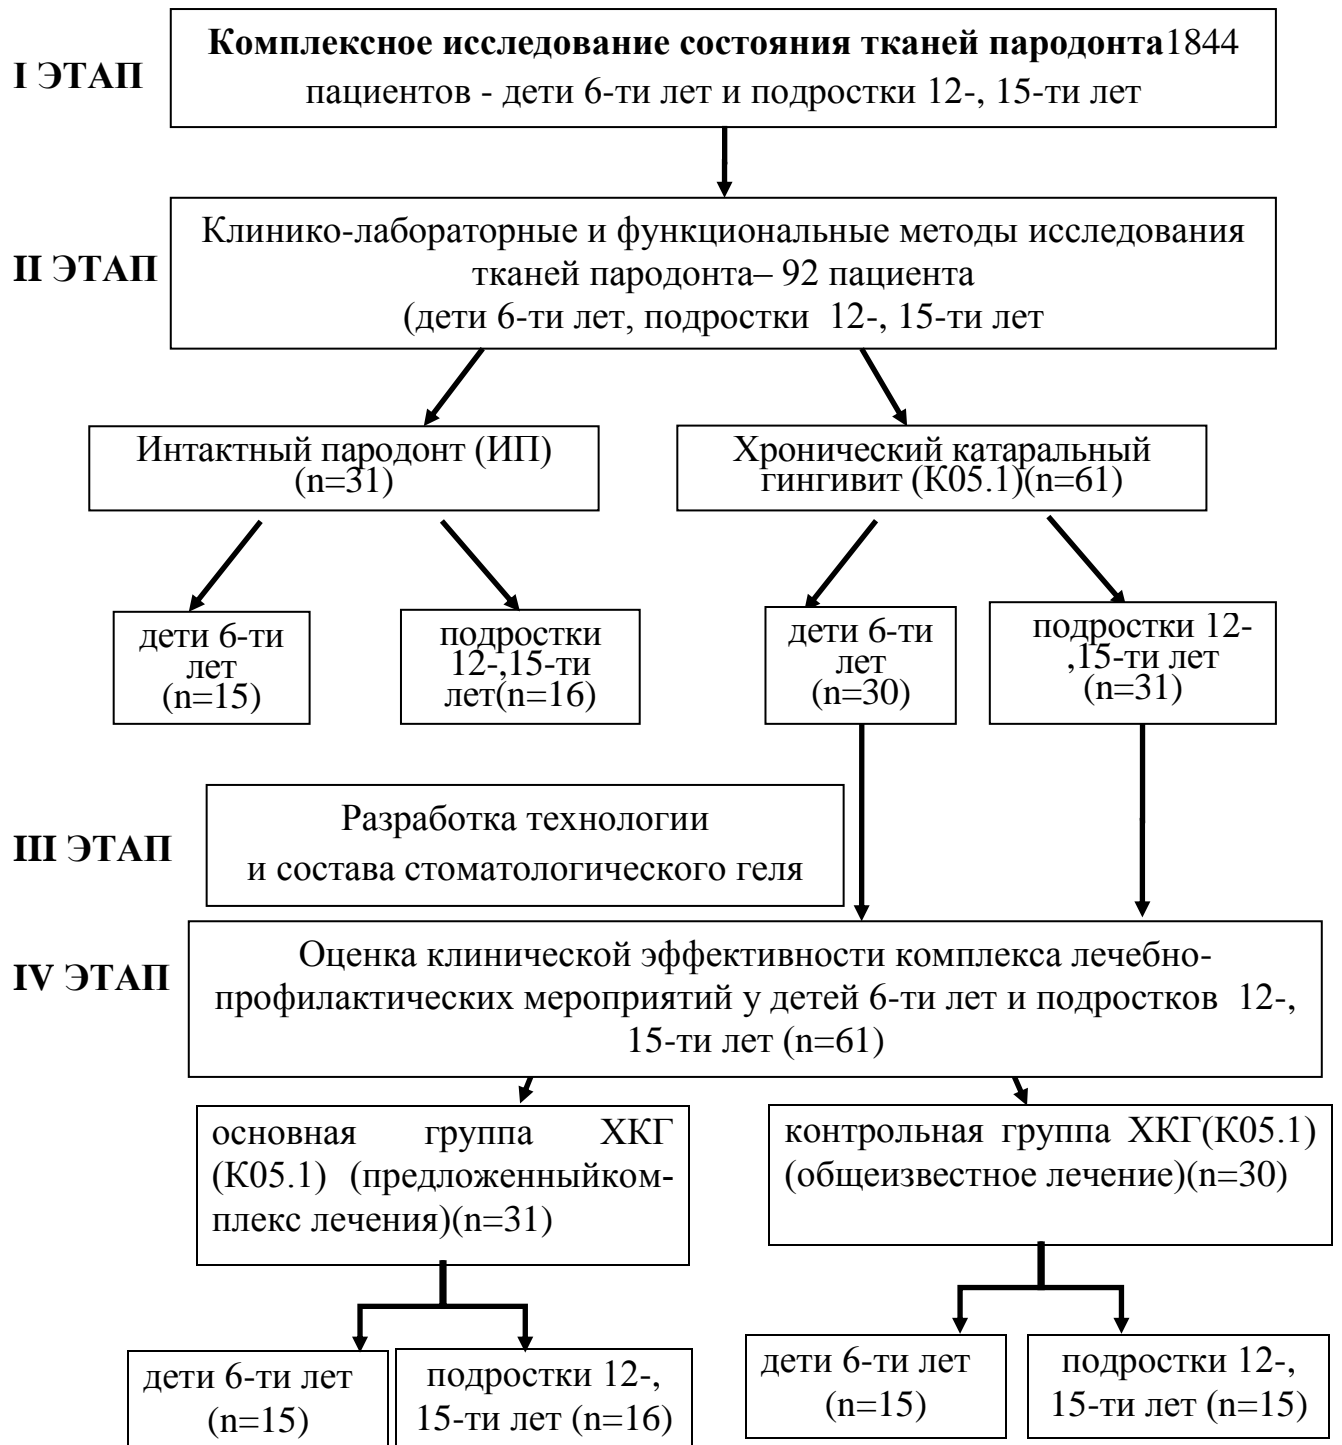 Комплексное исследование состояния тканей пародонта1844
I ЭТАП
пациентов - дети 6-ти лет и подростки 12-, 15-ти лет
Клинико-лабораторные и функциональные методы исследования
II ЭТАП
тканей пародонта– 92 пациента
(дети 6-ти лет, подростки 12-, 15-ти лет
Интактный пародонт (ИП)
(n=31)
Хронический катаральный
гингивит (К05.1)(n=61)
дети 6-ти
лет
(n=15)
подростки
12-,15-ти
лет(n=16)
дети 6-ти
лет
(n=30)
подростки 12-
,15-ти лет
(n=31)
III ЭТАП
Разработка технологии
и состава стоматологического геля
IV ЭТАП
Оценка клинической эффективности комплекса лечебно-
профилактических мероприятий у детей 6-ти лет и подростков 12-,
15-ти лет (n=61)
основная группа ХКГ
(К05.1) (предложенныйком-
плекс лечения)(n=31)
контрольная группа ХКГ(К05.1)
(общеизвестное лечение)(n=30)
дети 6-ти лет
(n=15)
подростки 12-,
15-ти лет (n=16)
дети 6-ти лет
(n=15)
подростки 12-,
15-ти лет (n=15)